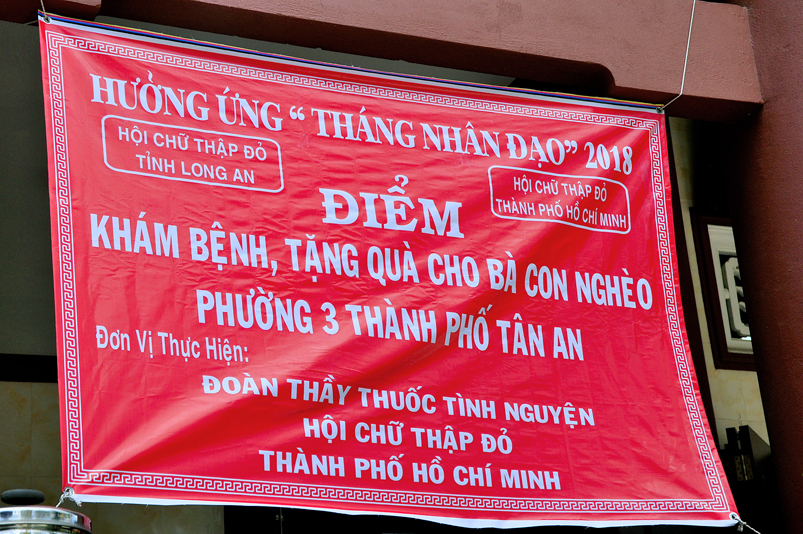 HƯỞNG ỨNG “ THÁNG NHÂN ĐẠO” 2018
HỘI CHỮ THẬP ĐỎ
TỈNH LONG AN
HỘI CHỮ THẬP ĐỎ
THÀNH PHỐ HỒ CHÍ MINH
ĐIỂM
KHÁM BỆNH, TẶNG QUÀ CHO BÀ CON NGHÈO
PHƯỜNG 3 THÀNH PHỐ TÂN AN
Đơn Vị Thực Hiện:
ĐOÀN THẦY THUỐC TÌNH NGUYỆN
HỘI CHỮ THẬP ĐỎ
THÀNH PHỐ HỒ CHÍ MINH